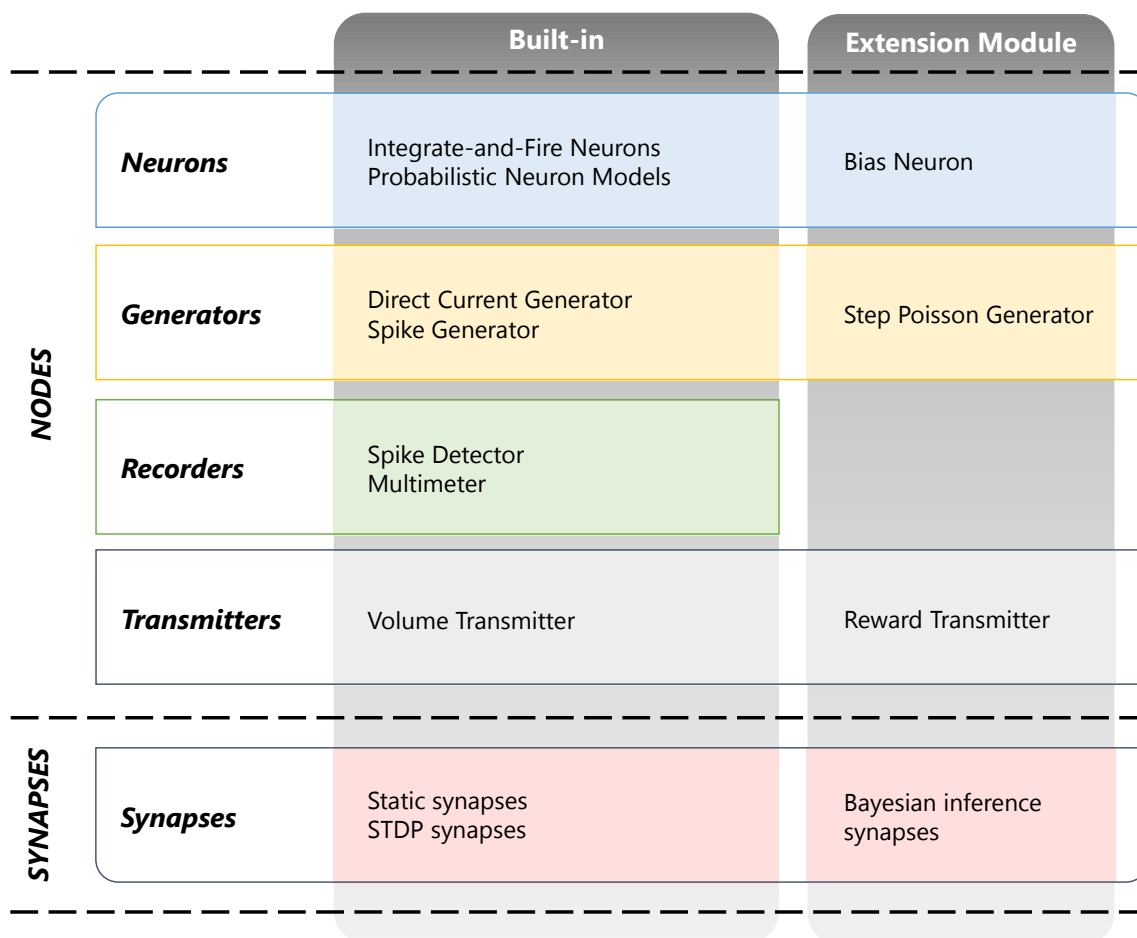 Built-in
Extension Module
NODES
Neurons
Integrate-and-Fire Neurons
Probabilistic Neuron Models
Bias Neuron
Generators
Direct Current Generator
Spike Generator
Step Poisson Generator
Recorders
Spike Detector
Multimeter
Transmitters
Volume Transmitter
Reward Transmitter
SYNAPSES
Synapses
Static synapses
STDP synapses
Bayesian inference
synapses